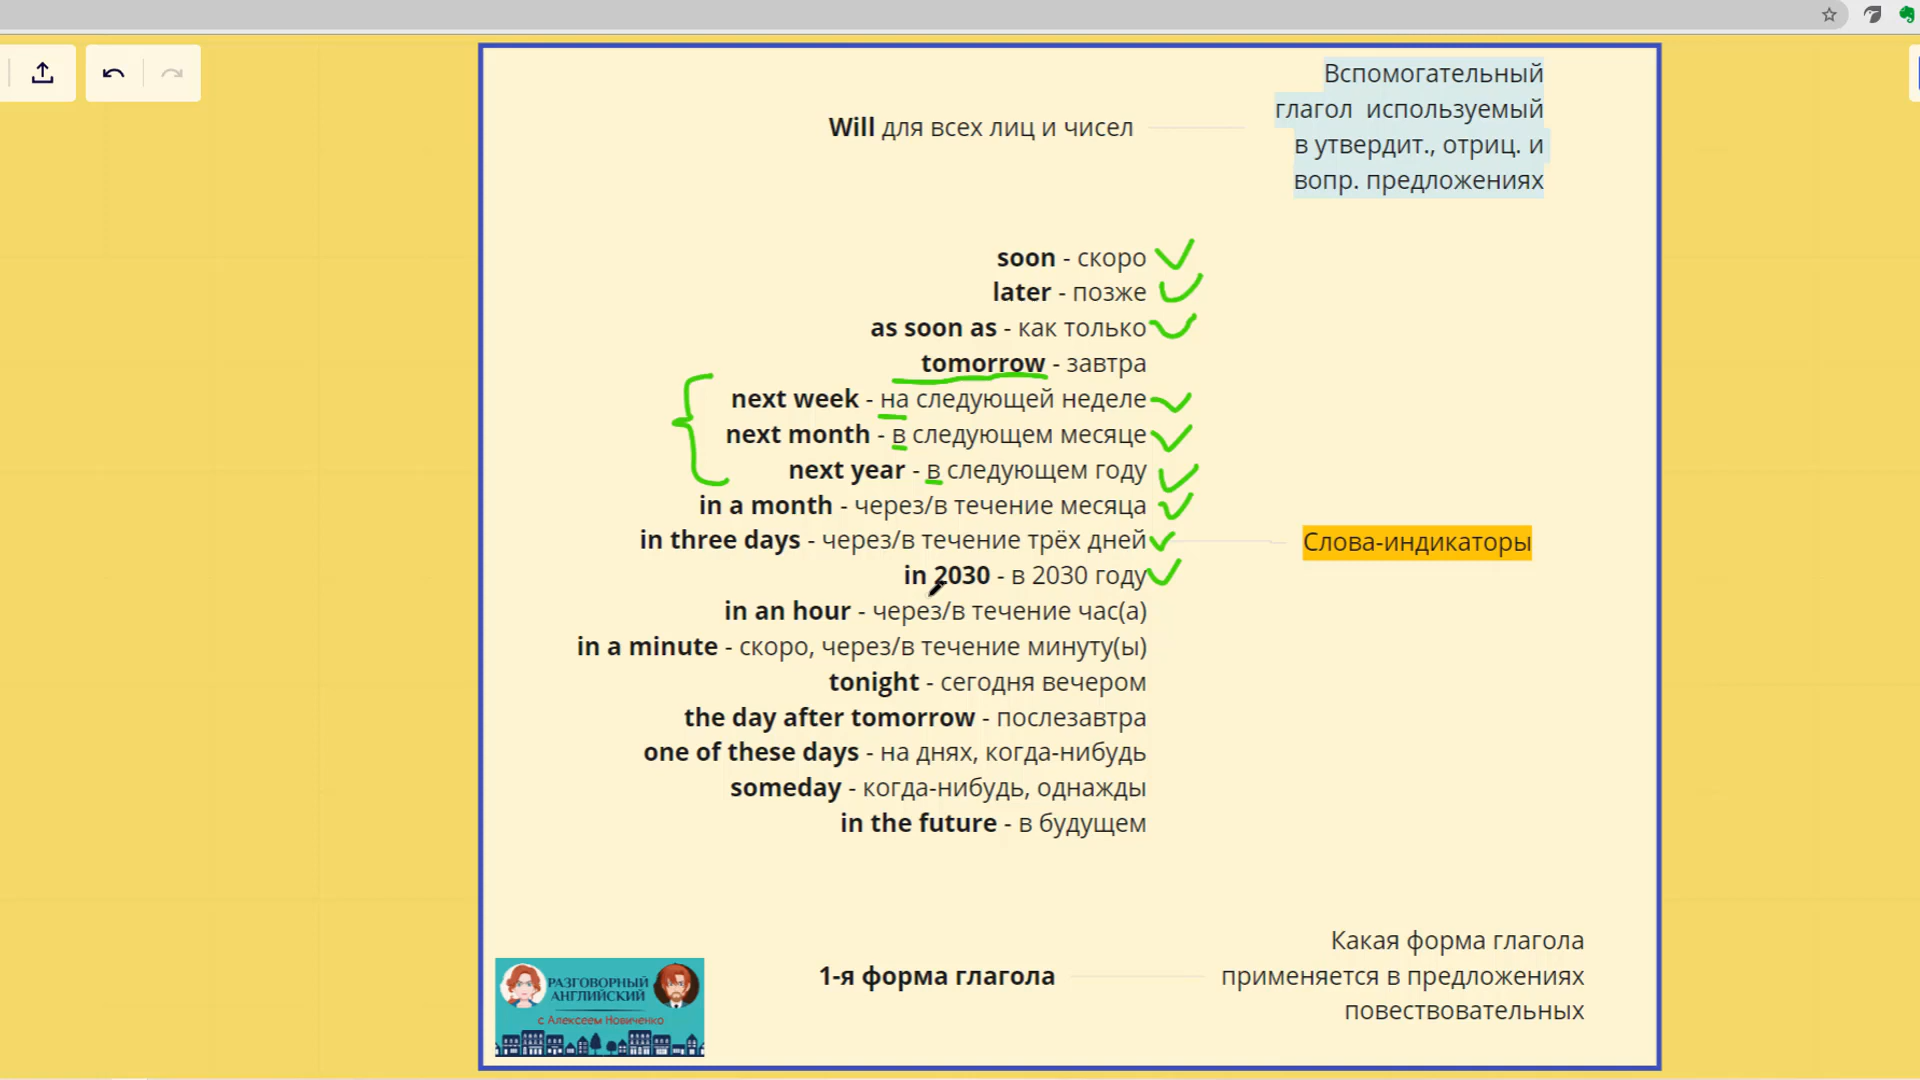 Вспомогательный
глагол используемый
в утвердит., отриц. и
вопр. предложениях
Will для всех лиц и чисел
soon - скоро
later - позже
as soon as - как только
tomorrow - завтра
next week - на следующей неделе
next month - в следующем месяце
next year - в следующем году
in a month - через/в течение месяца
in three days - через/в течение трёх дней
in 2030 - в 2030 году
in an hour - через/в течение час(а)
in a minute - скоро, через/в течение минуту(ы)
tonight - сегодня вечером
the day after tomorrow - послезавтра
one of these days - на днях, когда-нибудь
someday - когда-нибудь, однажды
in the future - в будущем
Слова-индикаторы
1-я форма глагола
Какая форма глагола
применяется в предложениях
повествовательных
РАЗГОВОРНЫЙ
АНГЛИЙСКИЙ
с Алексеем Новиченко